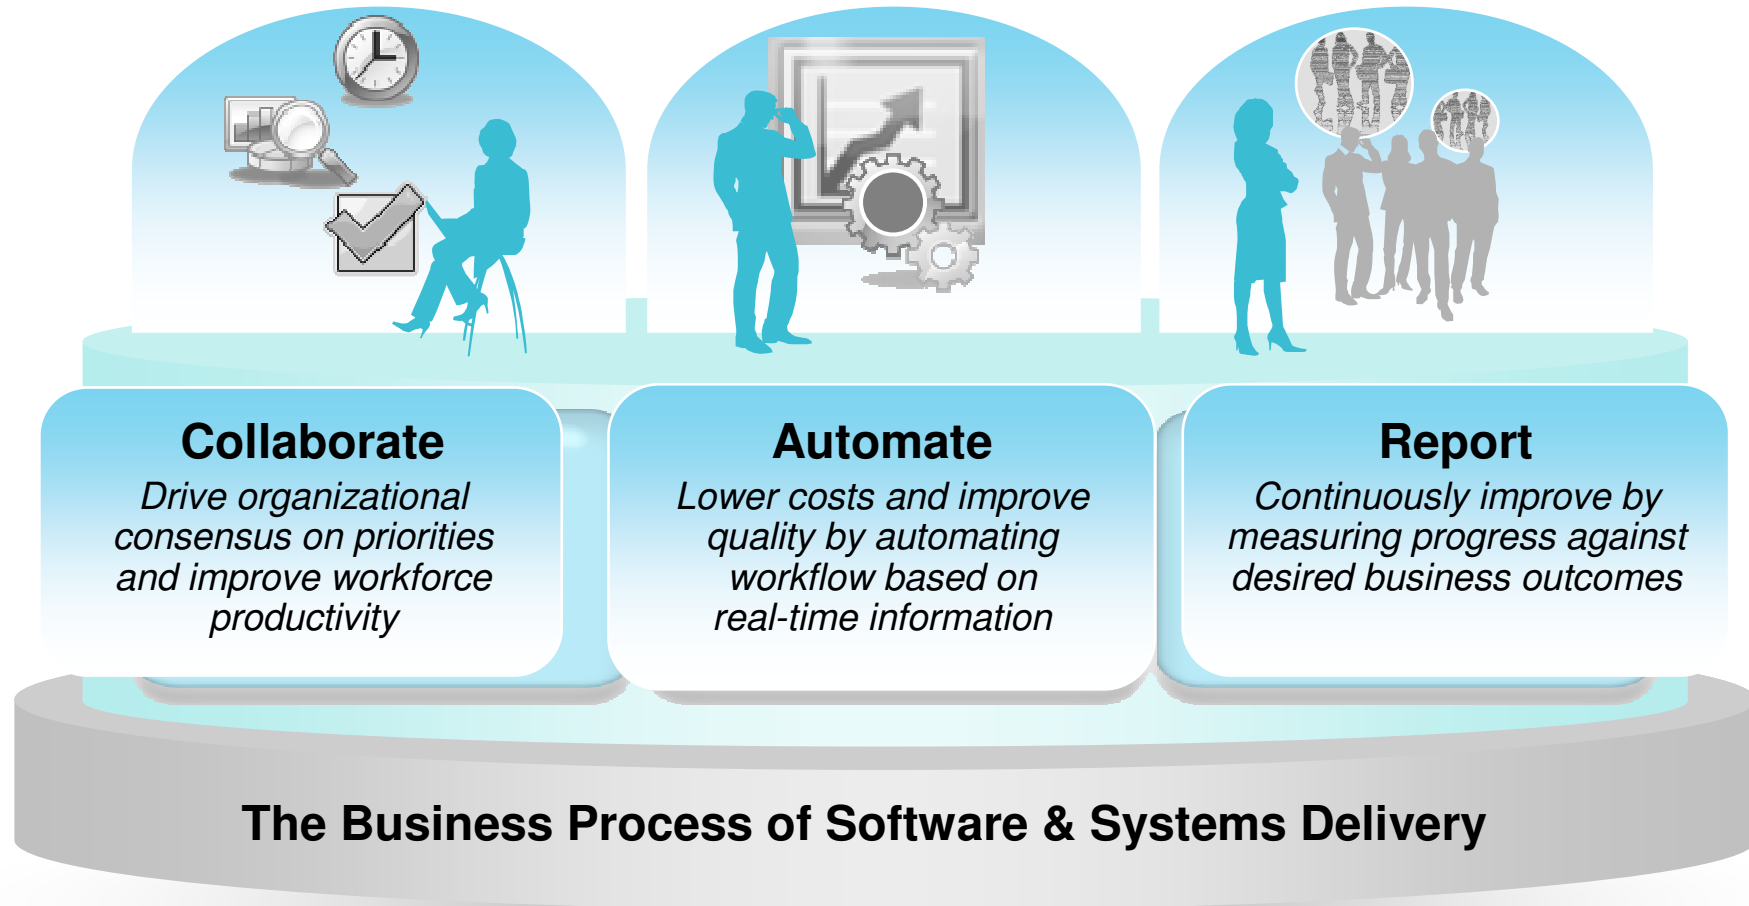 Collaborate
Drive organizational
consensus on priorities
and improve workforce
productivity
Automate
Lower costs and improve
quality by automating
workflow based on
real-time information
Report
Continuously improve by
measuring progress against
desired business outcomes
The Business Process of Software & Systems Delivery